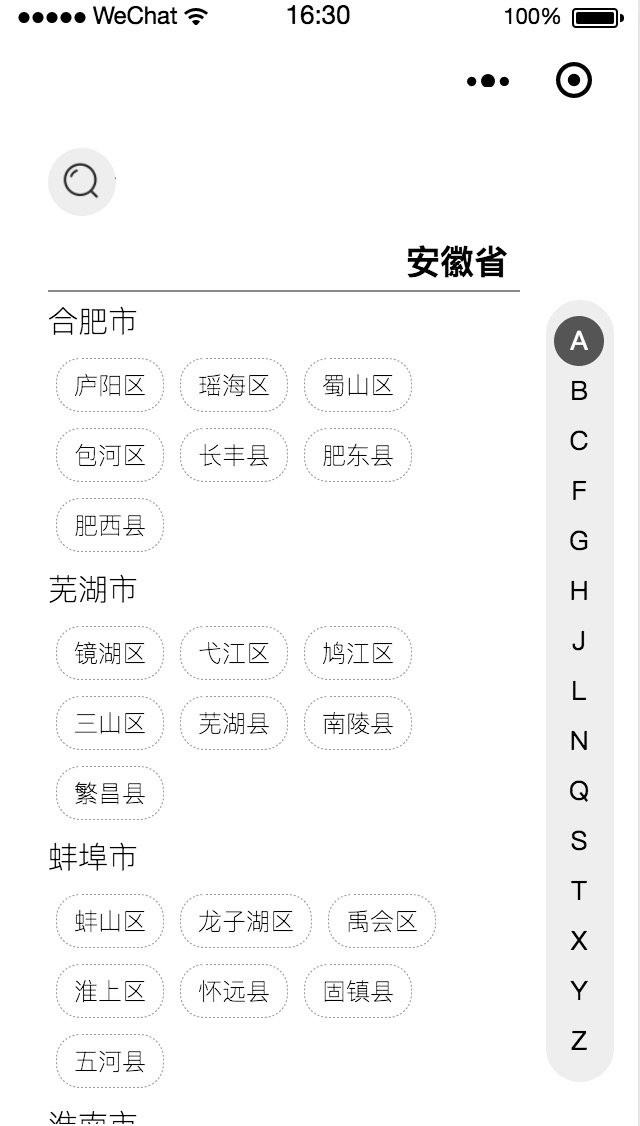 WeChat 16:30 100%
安徽省
合肥市
庐阳区 瑶海区 蜀山区
包河区 长丰县 肥东县
肥西县
芜湖市
镜湖区 弋江区 鸠江区
三山区 芜湖县 南陵县
繁昌县
蚌埠市
蚌山区 龙子湖区 禹会区
淮上区 怀远县 固镇县
五河县
淮南市
A
B
C
F
G
H
J
L
N
Q
S
T
X
Y
Z